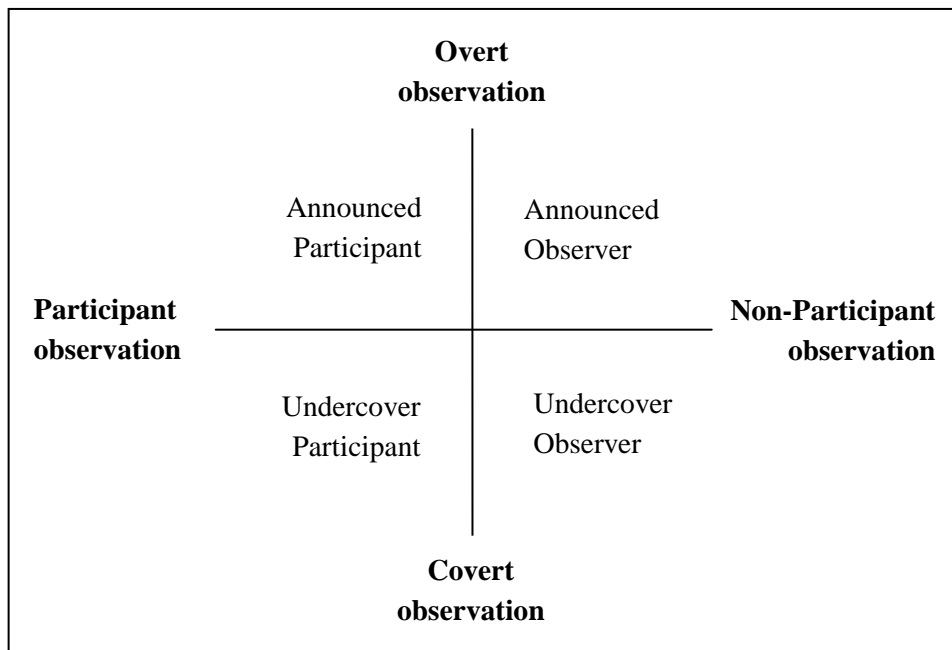 Overt
observation
Announced
Participant
Announced
Observer
Participant
observation
Non-Participant
observation
Undercover
Participant
Undercover
Observer
Covert
observation